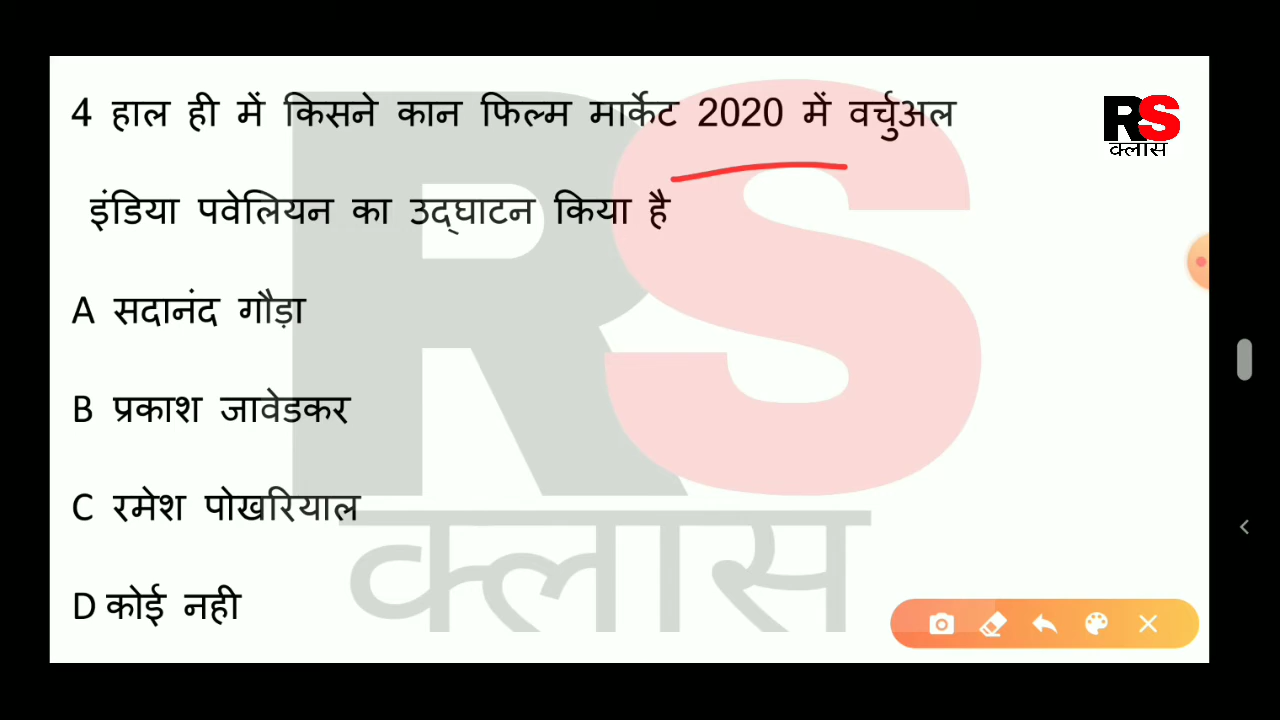 4 हाल ही में किसने कान फिल्म मार्केट 2020 में वर्चुअल
इंडिया पवेलियन का उद्घाटन किया है
A सदानंद गौड़ा
B प्रकाश जावेडकर
C रमेश पोखरियाल
D कोई नही
RS
क्लास
RS
क्लास